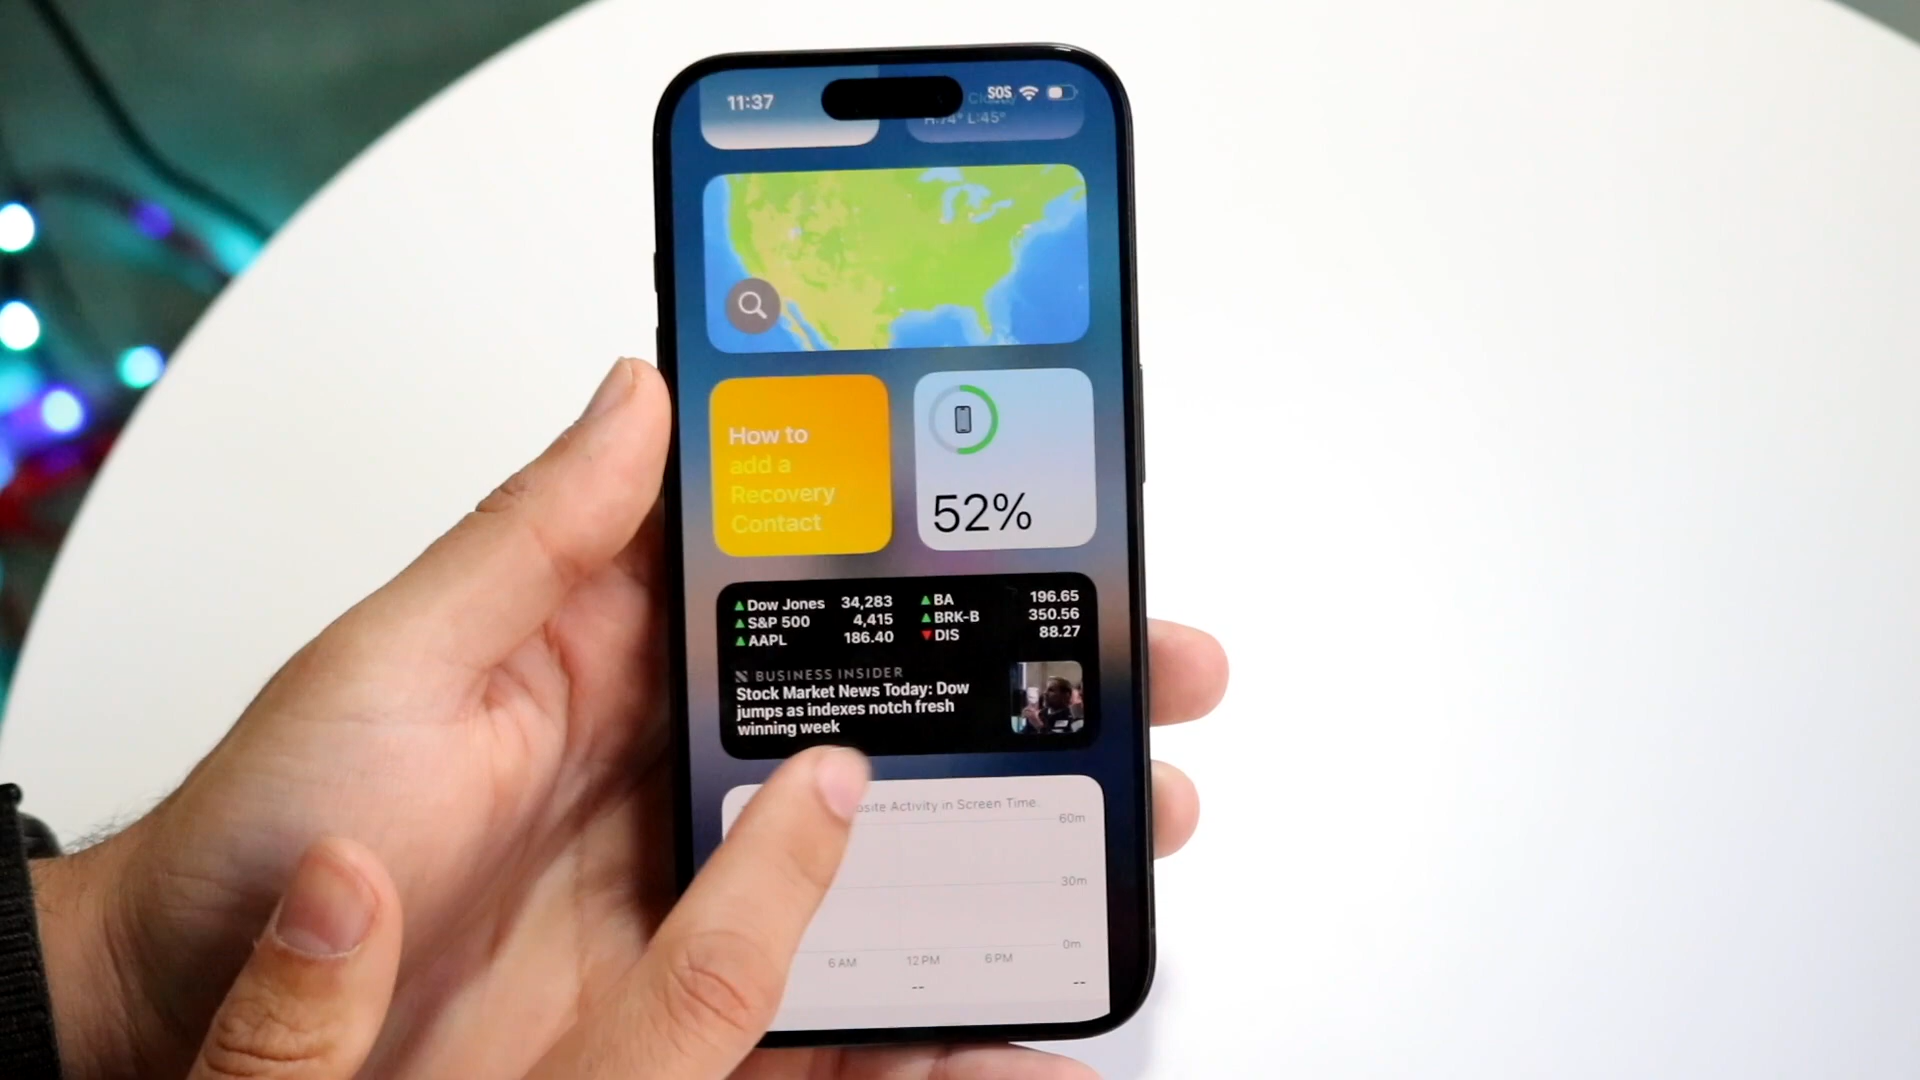 11:37
SOS
H:74° L:45°
How to
add a
Recovery
Contact
52%
Dow Jones 34,283
S&P 500 4,415
AAPL 186.40
BA 196.65
BRK-B 350.56
DIS 88.27
BUSINESS INSIDER
Stock Market News Today: Dow
jumps as indexes notch fresh
winning week
Activity in Screen Time.
60m
30m
0m
6 AM 12 PM 6 PM
-- --